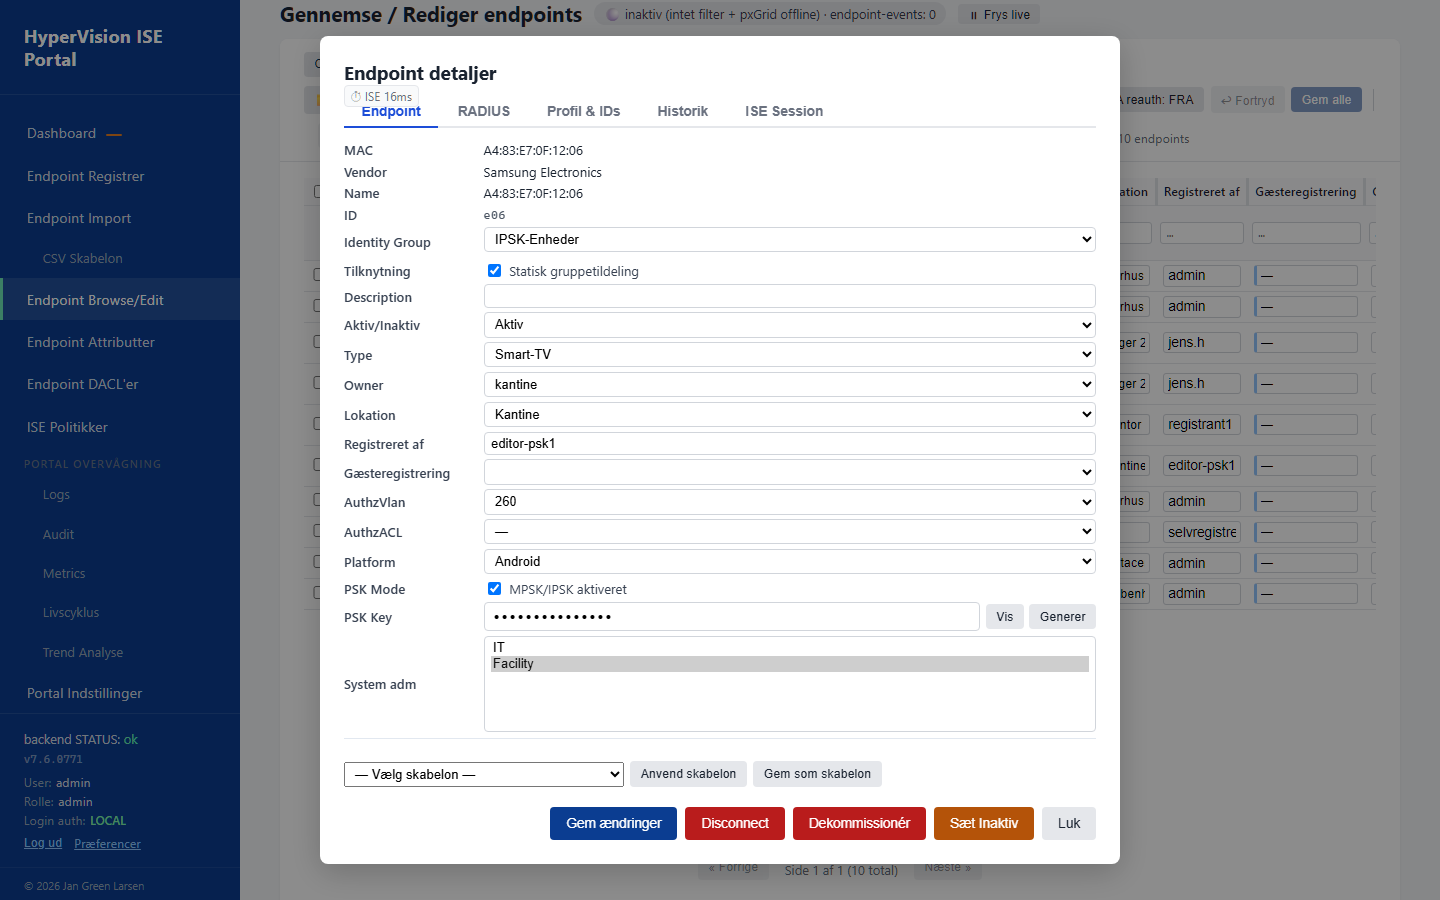 HyperVision ISE
Portal
Dashboard —
Endpoint Registrer
Endpoint Import
CSV Skabelon
Endpoint Browse/Edit
Endpoint Attributter
Endpoint DACL'er
ISE Politikker
PORTAL OVERVÅGNING
Logs
Audit
Metrics
Livscyklus
Trend Analyse
Portal Indstillinger
backend STATUS: ok
v7.6.0771
User: admin
Rolle: admin
Login auth: LOCAL
Log ud Præferencer
© 2026 Jan Green Larsen
Gennemse / Rediger endpoints inaktiv (intet filter + pxGrid offline) · endpoint-events: 0 Frys live
reauth: FRA Fortryd Gem alle
10 endpoints
Registreret af Gæsteregistrering
… …
admin —
admin —
jens.h —
jens.h —
registrant1 —
editor-psk1 —
admin —
selvregistre —
admin —
admin —
« Forrige Side 1 af 1 (10 total) Næste »
Endpoint detaljer
ISE 16ms
Endpoint RADIUS Profil & IDs Historik ISE Session
MAC A4:83:E7:0F:12:06
Vendor Samsung Electronics
Name A4:83:E7:0F:12:06
ID e06
Identity Group IPSK-Enheder
Tilknytning Statisk gruppetildeling
Description
Aktiv/Inaktiv Aktiv
Type Smart-TV
Owner kantine
Lokation Kantine
Registreret af editor-psk1
Gæsteregistrering
AuthzVlan 260
AuthzACL —
Platform Android
PSK Mode MPSK/IPSK aktiveret
PSK Key ••••••••••••••• Vis Generer
System adm IT
Facility
— Vælg skabelon — Anvend skabelon Gem som skabelon
Gem ændringer Disconnect Dekommissionér Sæt Inaktiv Luk